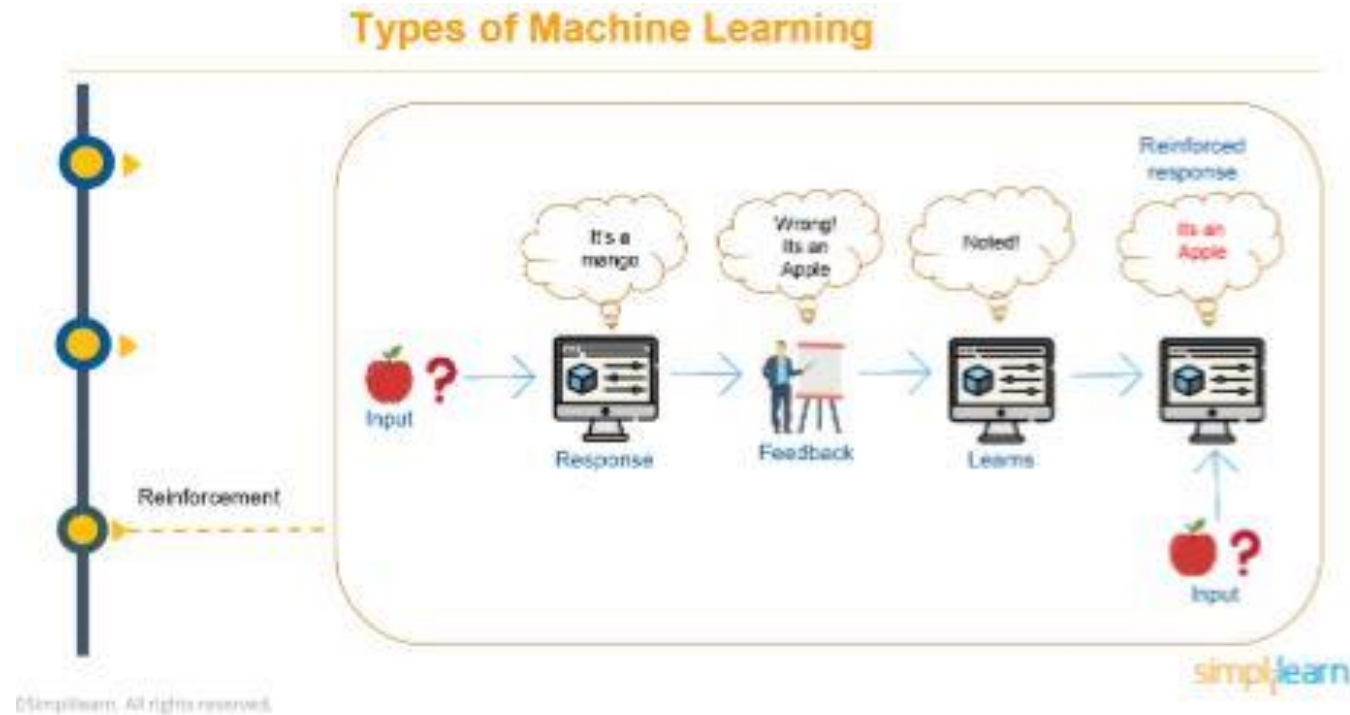 Types of Machine Learning
Reinforced
response
It's a
mango
Wrong!
Its an
Apple
Noted!
Its an
Apple
?
Input
Response
Feedback
Learns
Reinforcement
?
Input
simplilearn
©Simplilearn. All rights reserved.